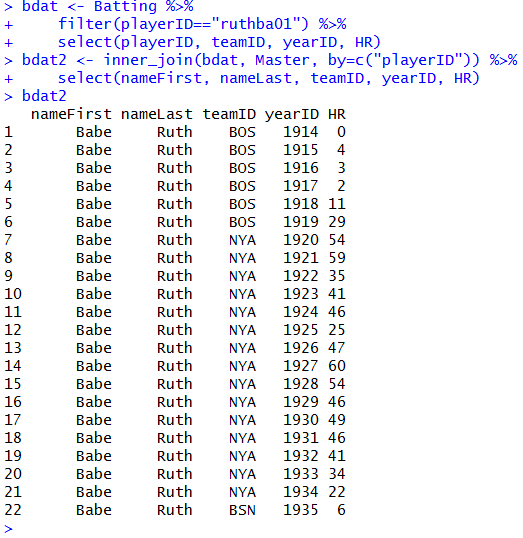 > bdat <- Batting %>%
+    filter(playerID=="ruthba01") %>%
+    select(playerID, teamID, yearID, HR)
> bdat2 <- inner_join(bdat, Master, by=c("playerID")) %>%
+    select(nameFirst, nameLast, teamID, yearID, HR)
> bdat2
   nameFirst nameLast teamID yearID HR
1       Babe     Ruth    BOS   1914  0
2       Babe     Ruth    BOS   1915  4
3       Babe     Ruth    BOS   1916  3
4       Babe     Ruth    BOS   1917  2
5       Babe     Ruth    BOS   1918 11
6       Babe     Ruth    BOS   1919 29
7       Babe     Ruth    NYA   1920 54
8       Babe     Ruth    NYA   1921 59
9       Babe     Ruth    NYA   1922 35
10      Babe     Ruth    NYA   1923 41
11      Babe     Ruth    NYA   1924 46
12      Babe     Ruth    NYA   1925 25
13      Babe     Ruth    NYA   1926 47
14      Babe     Ruth    NYA   1927 60
15      Babe     Ruth    NYA   1928 54
16      Babe     Ruth    NYA   1929 46
17      Babe     Ruth    NYA   1930 49
18      Babe     Ruth    NYA   1931 46
19      Babe     Ruth    NYA   1932 41
20      Babe     Ruth    NYA   1933 34
21      Babe     Ruth    NYA   1934 22
22      Babe     Ruth    BSN   1935  6
>